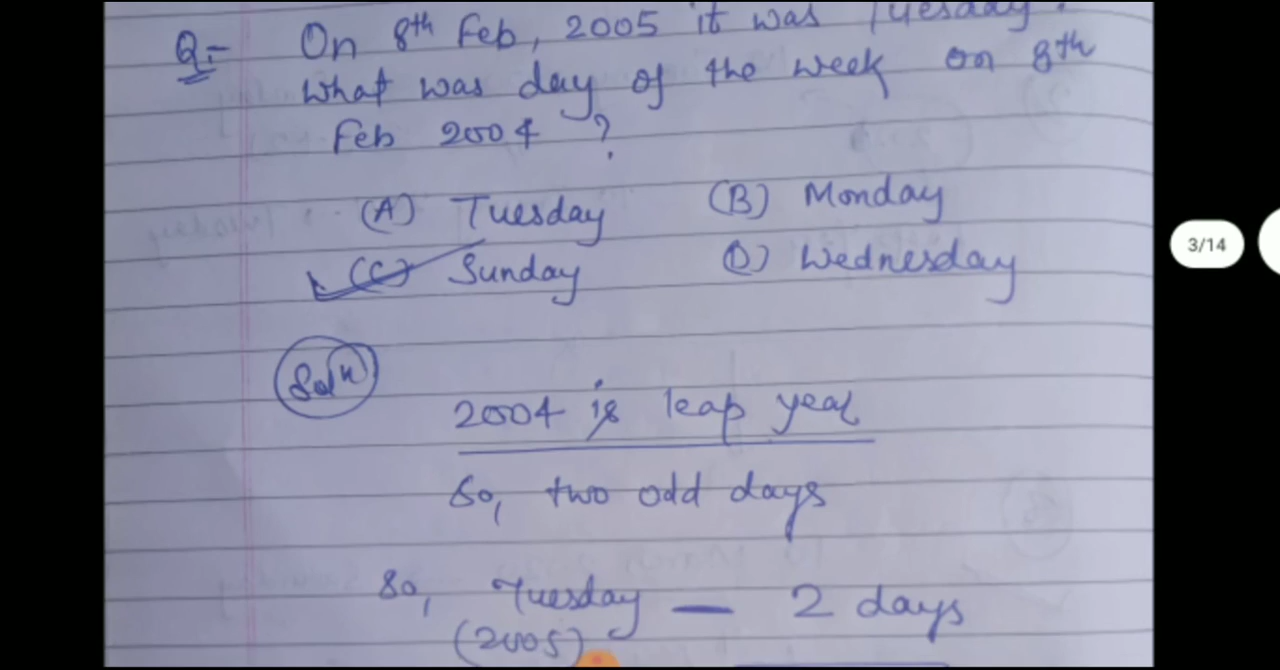 Q:- On 8th Feb, 2005 it was Tuesday.
What was day of the week on 8th
Feb 2004 ?
(A) Tuesday (B) Monday
(C) Sunday (D) Wednesday
3/14
Soln
2004 is leap year
So, two odd days
So, Tuesday — 2 days
(2005)